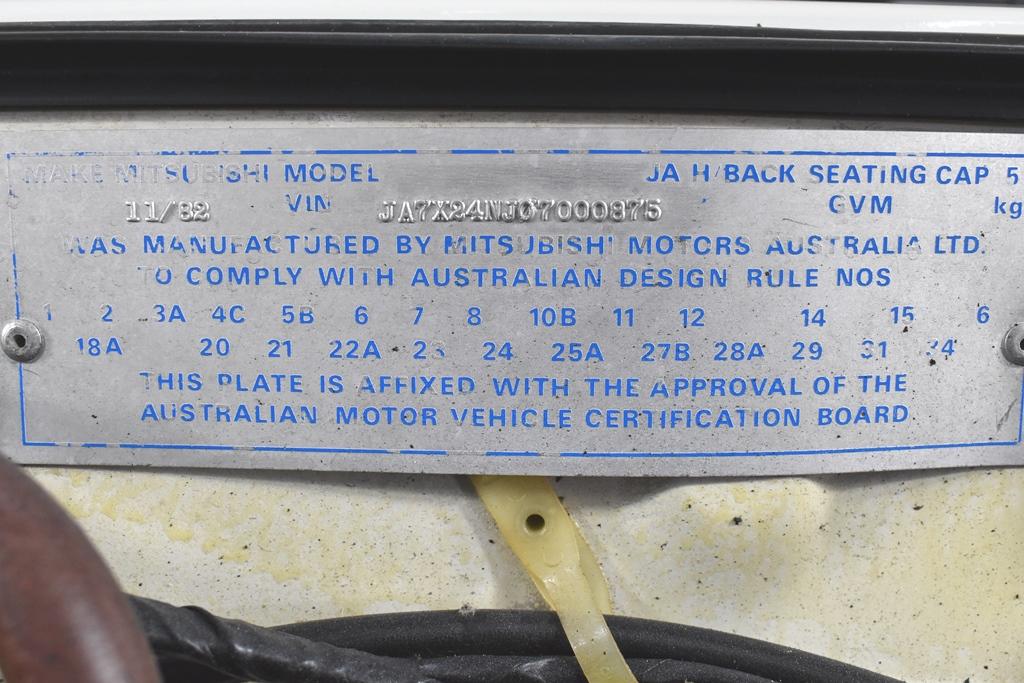 MAKE MITSUBISHI MODEL JA H/BACK SEATING CAP 5
11/82 VIN JA7X24NJ07000875 GVM kg
WAS MANUFACTURED BY MITSUBISHI MOTORS AUSTRALIA LTD.
TO COMPLY WITH AUSTRALIAN DESIGN RULE NOS
1 2 3A 4C 5B 6 7 8 10B 11 12 14 15 6
18A 20 21 22A 23 24 25A 27B 28A 29 31 34
THIS PLATE IS AFFIXED WITH THE APPROVAL OF THE
AUSTRALIAN MOTOR VEHICLE CERTIFICATION BOARD